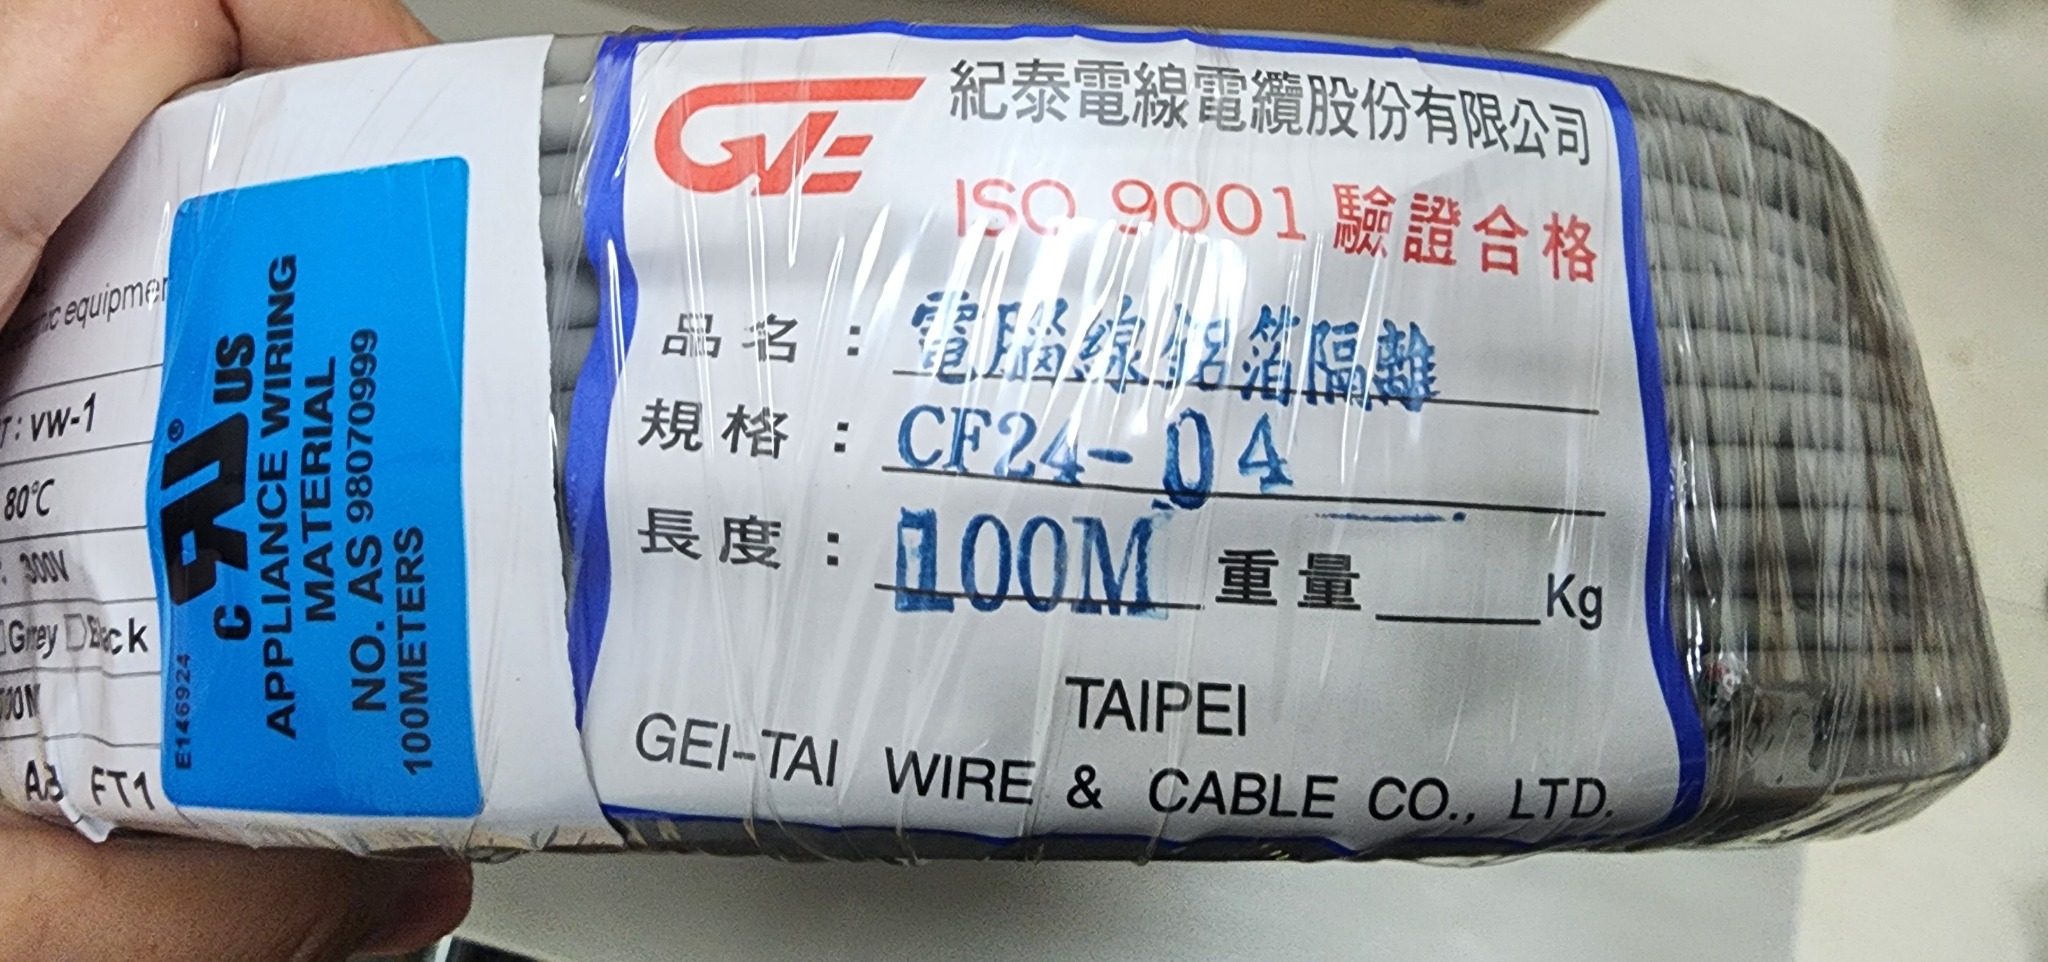 equipmen
T : VW-1
80°C
: 300V
Grey Black
FT1
E146924
c RU US
®
APPLIANCE WIRING
MATERIAL
NO. AS 98070999
100METERS
紀泰電線電纜股份有限公司
ISO 9001 驗證合格
品名：電腦線鋁箔隔離
規格：CF24-04
長度：100M 重量 Kg
TAIPEI
GEI-TAI WIRE & CABLE CO., LTD.